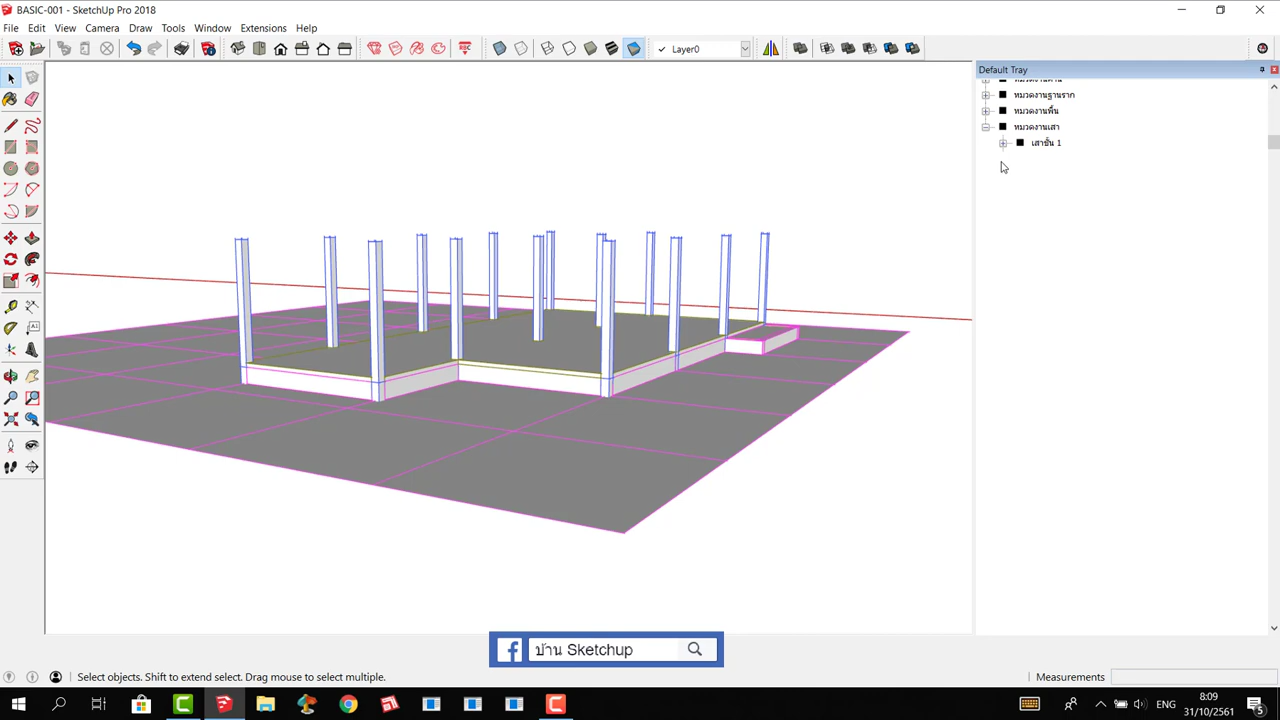 BASIC-001 - SketchUp Pro 2018
File Edit View Camera Draw Tools Window Extensions Help
Layer0
Default Tray
หมวดงานฐานราก
หมวดงานพื้น
หมวดงานเสา
เสาชั้น 1
บ้าน Sketchup
Select objects. Shift to extend select. Drag mouse to select multiple.
Measurements
ENG
8:09
31/10/2561